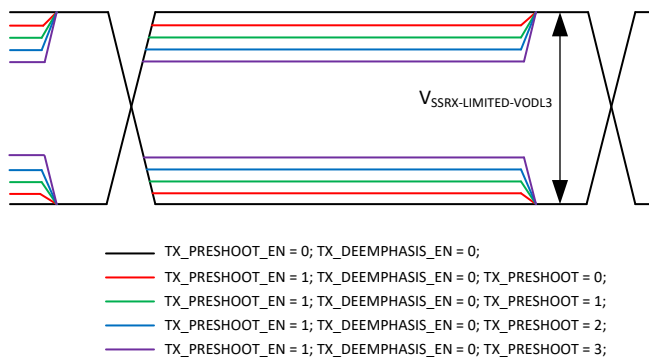 VSSRX-LIMITED-VODL3
TX_PRESHOOT_EN = 0; TX_DEEMPHASIS_EN = 0;
TX_PRESHOOT_EN = 1; TX_DEEMPHASIS_EN = 0; TX_PRESHOOT = 0;
TX_PRESHOOT_EN = 1; TX_DEEMPHASIS_EN = 0; TX_PRESHOOT = 1;
TX_PRESHOOT_EN = 1; TX_DEEMPHASIS_EN = 0; TX_PRESHOOT = 2;
TX_PRESHOOT_EN = 1; TX_DEEMPHASIS_EN = 0; TX_PRESHOOT = 3;